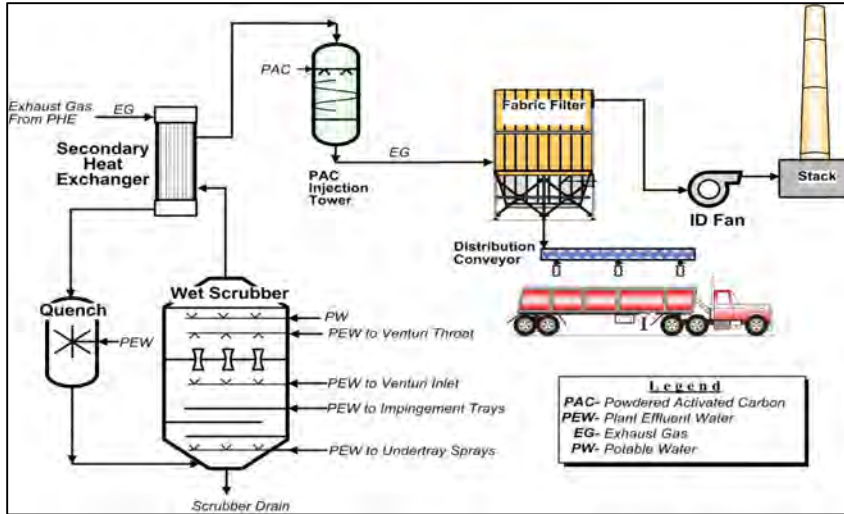 PAC
Exhaust Gas
From PHE
EG
Secondary
Heat
Exchanger
PAC
Injection
Tower
EG
Fabric Filter
ID Fan
Stack
Distribution
Conveyor
Quench
PEW
Wet Scrubber
PW
PEW to Venturi Throat
PEW to Venturi Inlet
PEW to Impingement Trays
PEW to Undertray Sprays
Scrubber Drain
Legend
PAC- Powdered Activated Carbon
PEW- Plant Effluent Water
EG- Exhaust Gas
PW- Potable Water